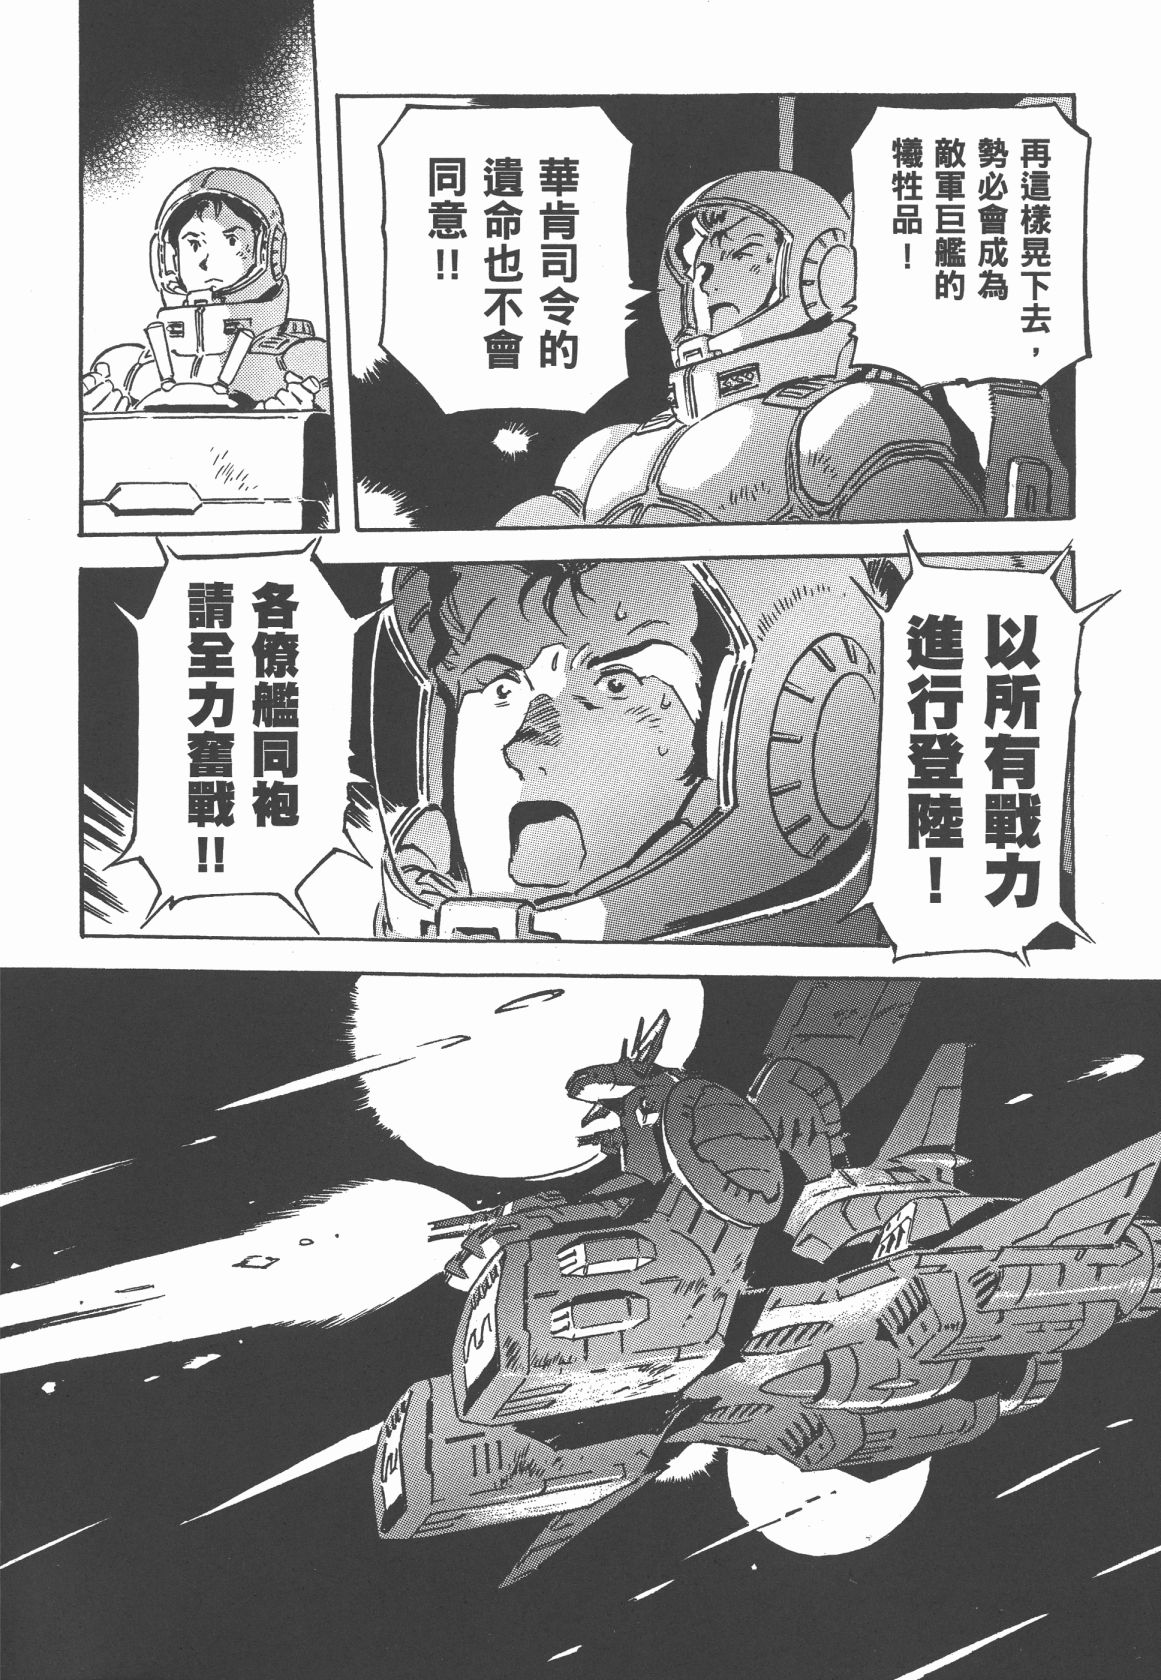 再這樣晃下去，
勢必會成為
敵軍巨艦的
犧牲品！
華肯司令的
遺命也不會
同意!!
以所有戰力
進行登陸！
各僚艦同袍
請全力奮戰!!